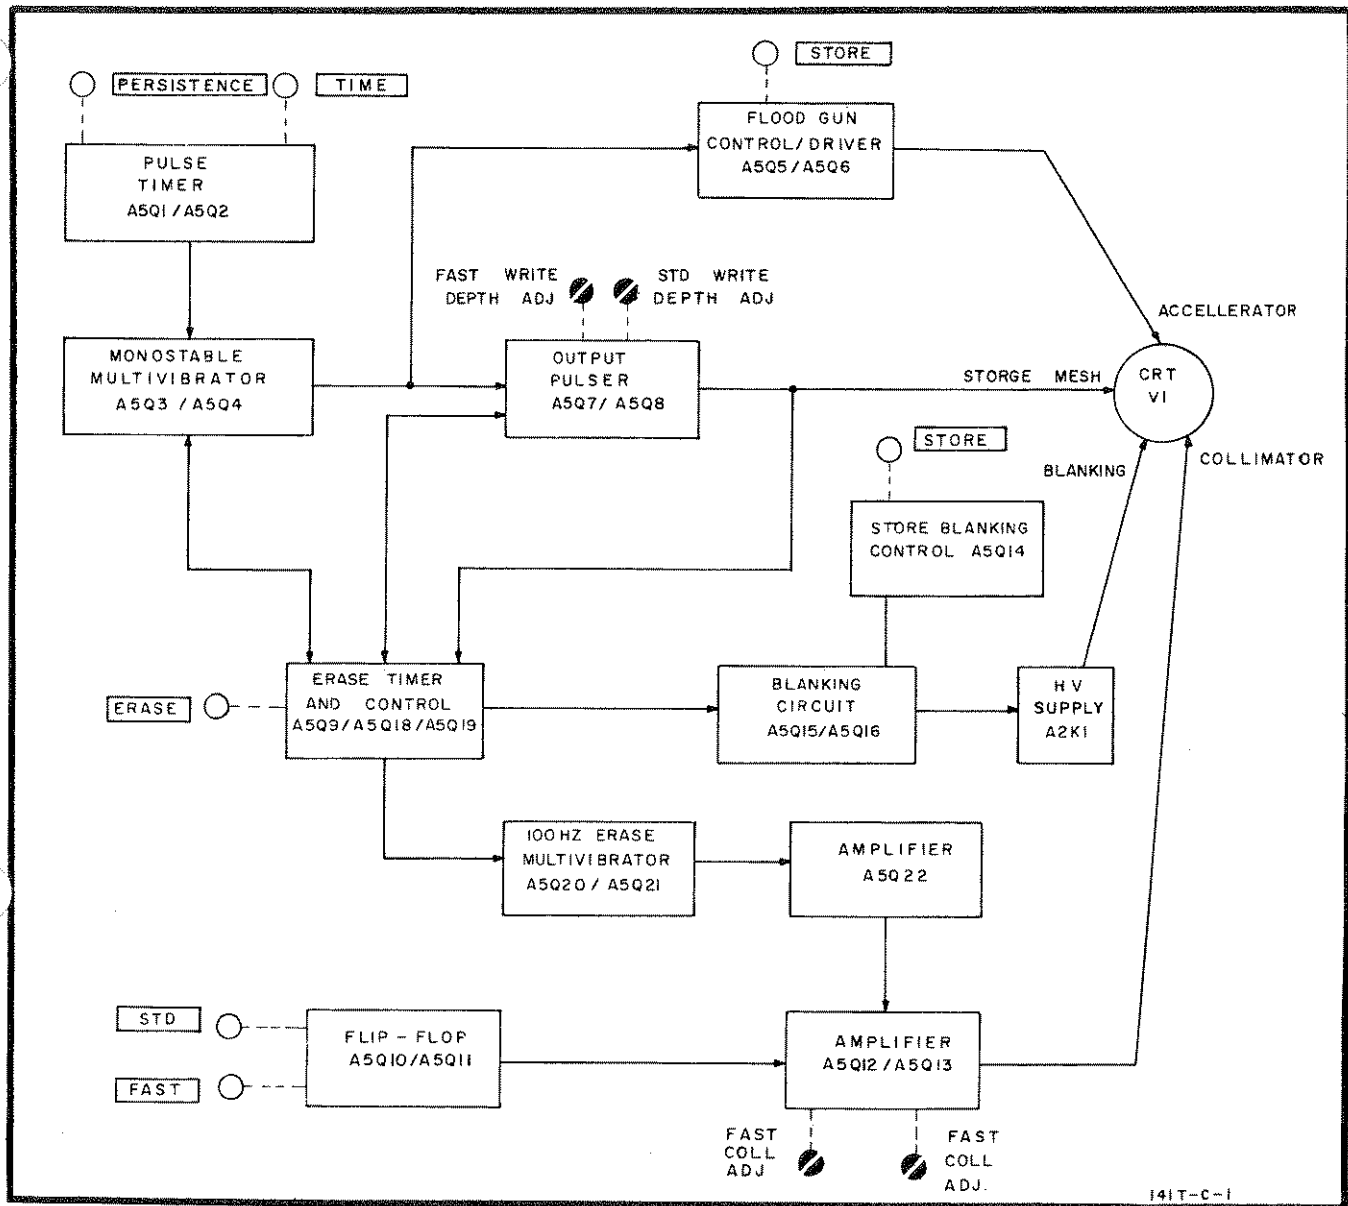 STORE
PERSISTENCE
TIME
FLOOD GUN
CONTROL/DRIVER
A5Q5/A5Q6
PULSE
TIMER
A5Q1/A5Q2
FAST WRITE
DEPTH ADJ
STD WRITE
DEPTH ADJ
ACCELLERATOR
MONOSTABLE
MULTIVIBRATOR
A5Q3/A5Q4
OUTPUT
PULSER
A5Q7/A5Q8
STORGE MESH
CRT
V1
STORE
BLANKING
COLLIMATOR
STORE BLANKING
CONTROL A5Q14
ERASE
ERASE TIMER
AND CONTROL
A5Q9/A5Q18/A5Q19
BLANKING
CIRCUIT
A5Q15/A5Q16
HV
SUPPLY
A2K1
100HZ ERASE
MULTIVIBRATOR
A5Q20/A5Q21
AMPLIFIER
A5Q22
STD
FAST
FLIP-FLOP
A5Q10/A5Q11
AMPLIFIER
A5Q12/A5Q13
FAST
COLL
ADJ
FAST
COLL
ADJ.
141T-C-1